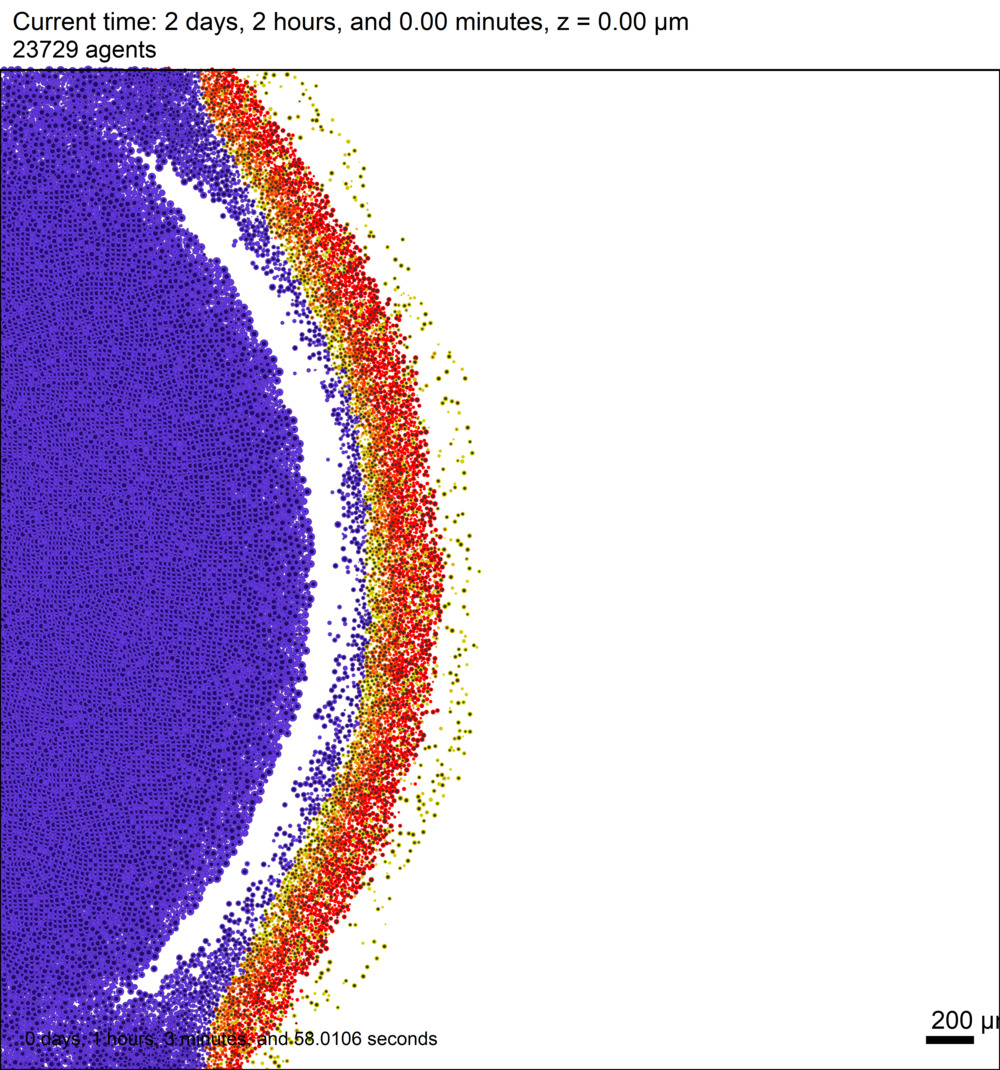 Current time: 2 days, 2 hours, and 0.00 minutes, z = 0.00 μm
23729 agents
200 μm
0 days, 1 hours, 3 minutes, and 58.0106 seconds